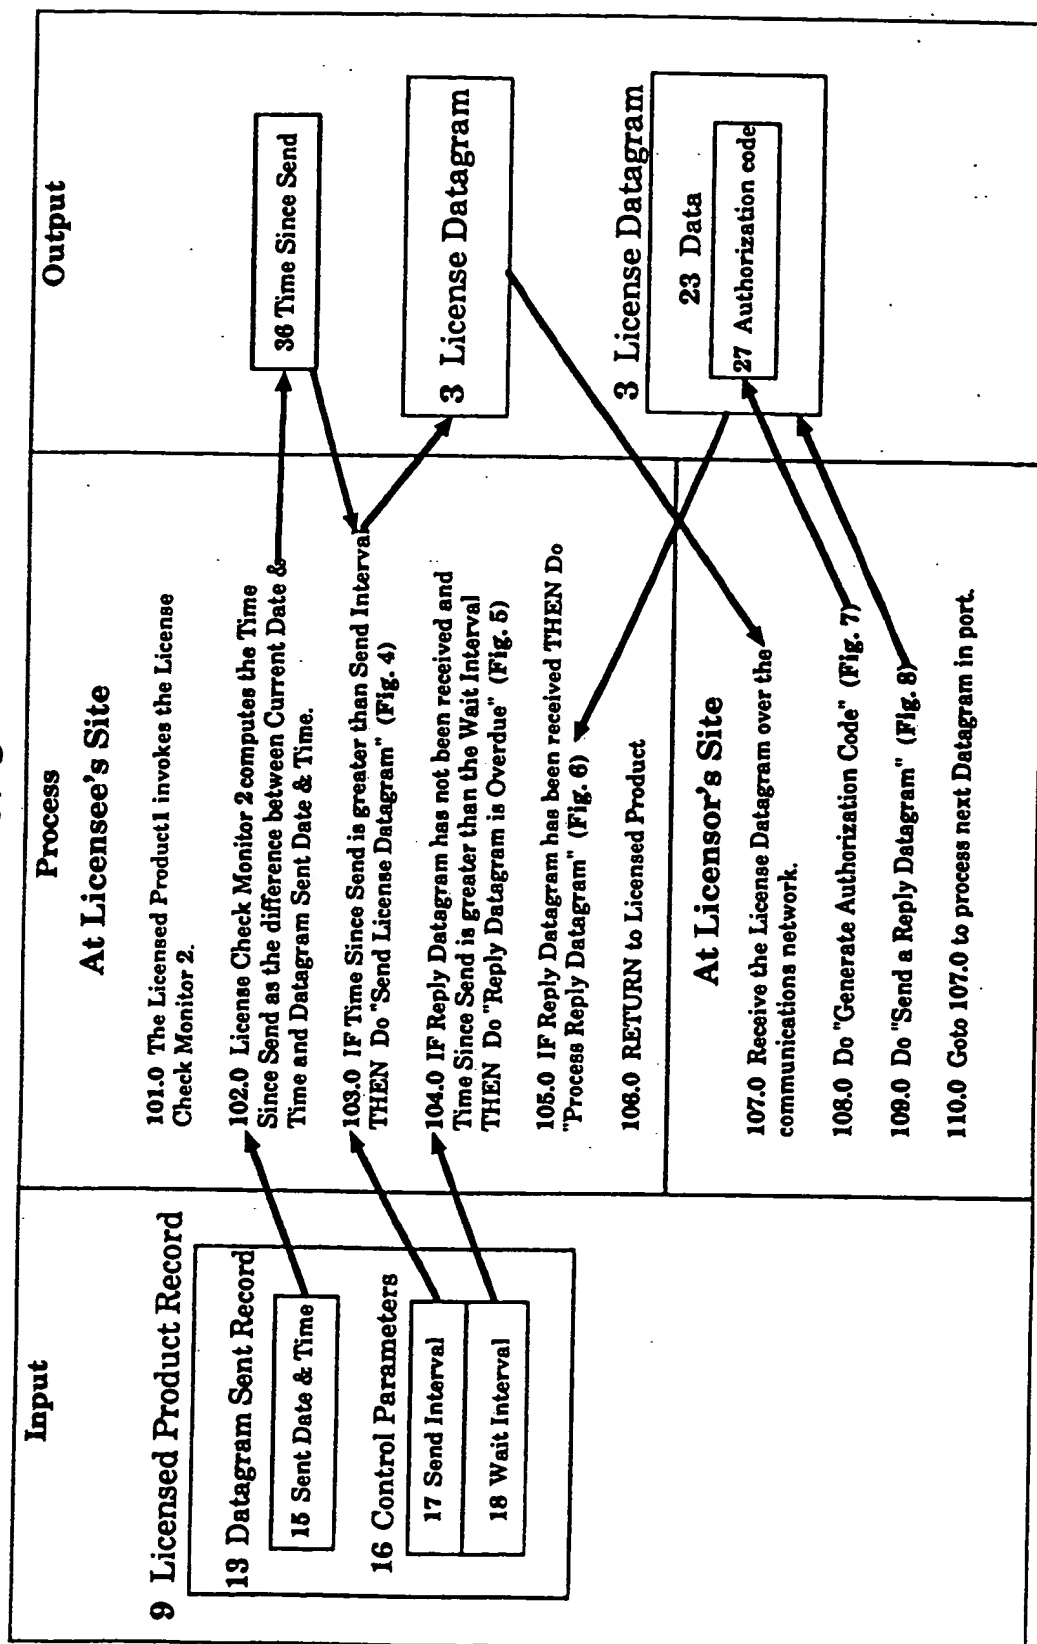 Input
9 Licensed Product Record
13 Datagram Sent Record
15 Sent Date & Time
16 Control Parameters
17 Send Interval
18 Wait Interval
Process
At Licensee's Site
101.0 The Licensed Product1 invokes the License
Check Monitor 2.
102.0 License Check Monitor 2 computes the Time
Since Send as the difference between Current Date &
Time and Datagram Sent Date & Time.
103.0 IF Time Since Send is greater than Send Interval
THEN Do "Send License Datagram" (Fig. 4)
104.0 IF Reply Datagram has not been received and
Time Since Send is greater than the Wait Interval
THEN Do "Reply Datagram is Overdue" (Fig. 5)
105.0 IF Reply Datagram has been received THEN Do
"Process Reply Datagram" (Fig. 6)
106.0 RETURN to Licensed Product
At Licensor's Site
107.0 Receive the License Datagram over the
communications network.
108.0 Do "Generate Authorization Code" (Fig. 7)
109.0 Do "Send a Reply Datagram" (Fig. 8)
110.0 Goto 107.0 to process next Datagram in port.
Output
36 Time Since Send
3 License Datagram
3 License Datagram
23 Data
27 Authorization code